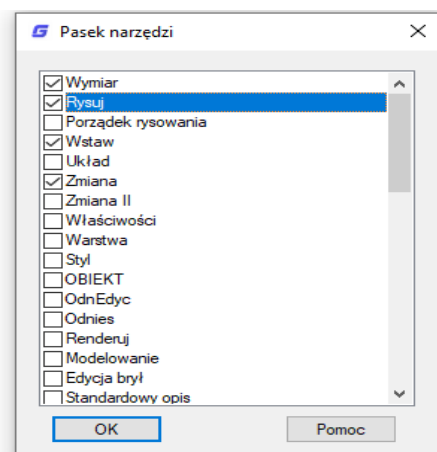 Pasek narzędzi
Wymiar
Rysuj
Porządek rysowania
Wstaw
Układ
Zmiana
Zmiana II
Właściwości
Warstwa
Styl
OBIEKT
OdnEdyc
Odnies
Renderuj
Modelowanie
Edycja brył
Standardowy opis
OK Pomoc